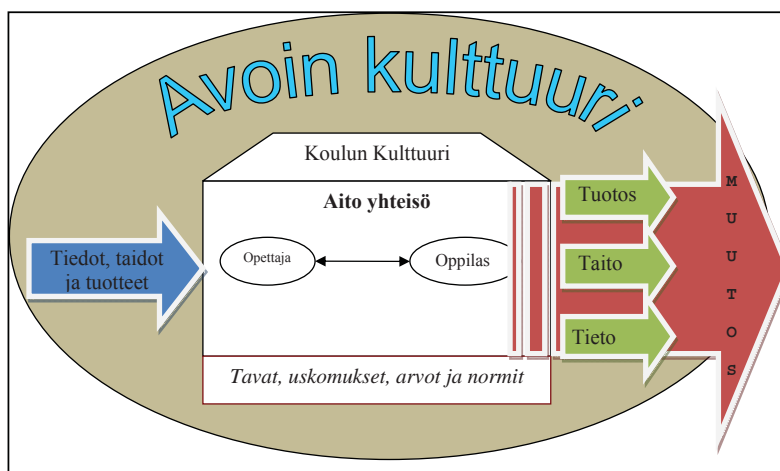 Avoin kulttuuri
Koulun Kulttuuri
Aito yhteisö
Tiedot, taidot
ja tuotteet
Opettaja
Oppilas
Tuotos
Taito
Tieto
MUUTOS
Tavat, uskomukset, arvot ja normit